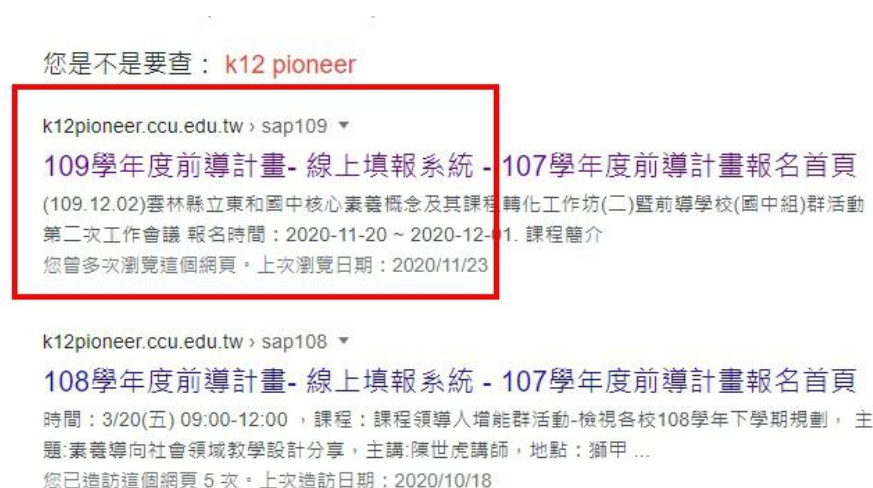 您是不是要查： k12 pioneer
k12pioneer.ccu.edu.tw › sap109
109學年度前導計畫- 線上填報系統 - 107學年度前導計畫報名首頁
(109.12.02)雲林縣立東和國中核心素養概念及其課程轉化工作坊(二)暨前導學校(國中組)群活動
第二次工作會議 報名時間：2020-11-20 ~ 2020-12-01. 課程簡介
您曾多次瀏覽這個網頁。上次瀏覽日期：2020/11/23
k12pioneer.ccu.edu.tw › sap108
108學年度前導計畫- 線上填報系統 - 107學年度前導計畫報名首頁
時間：3/20(五) 09:00-12:00 ，課程：課程領導人增能群活動-檢視各校108學年下學期規劃， 主
題:素養導向社會領域教學設計分享，主講:陳世虎講師，地點：獅甲 ...
您已造訪這個網頁 5 次。上次造訪日期：2020/10/18